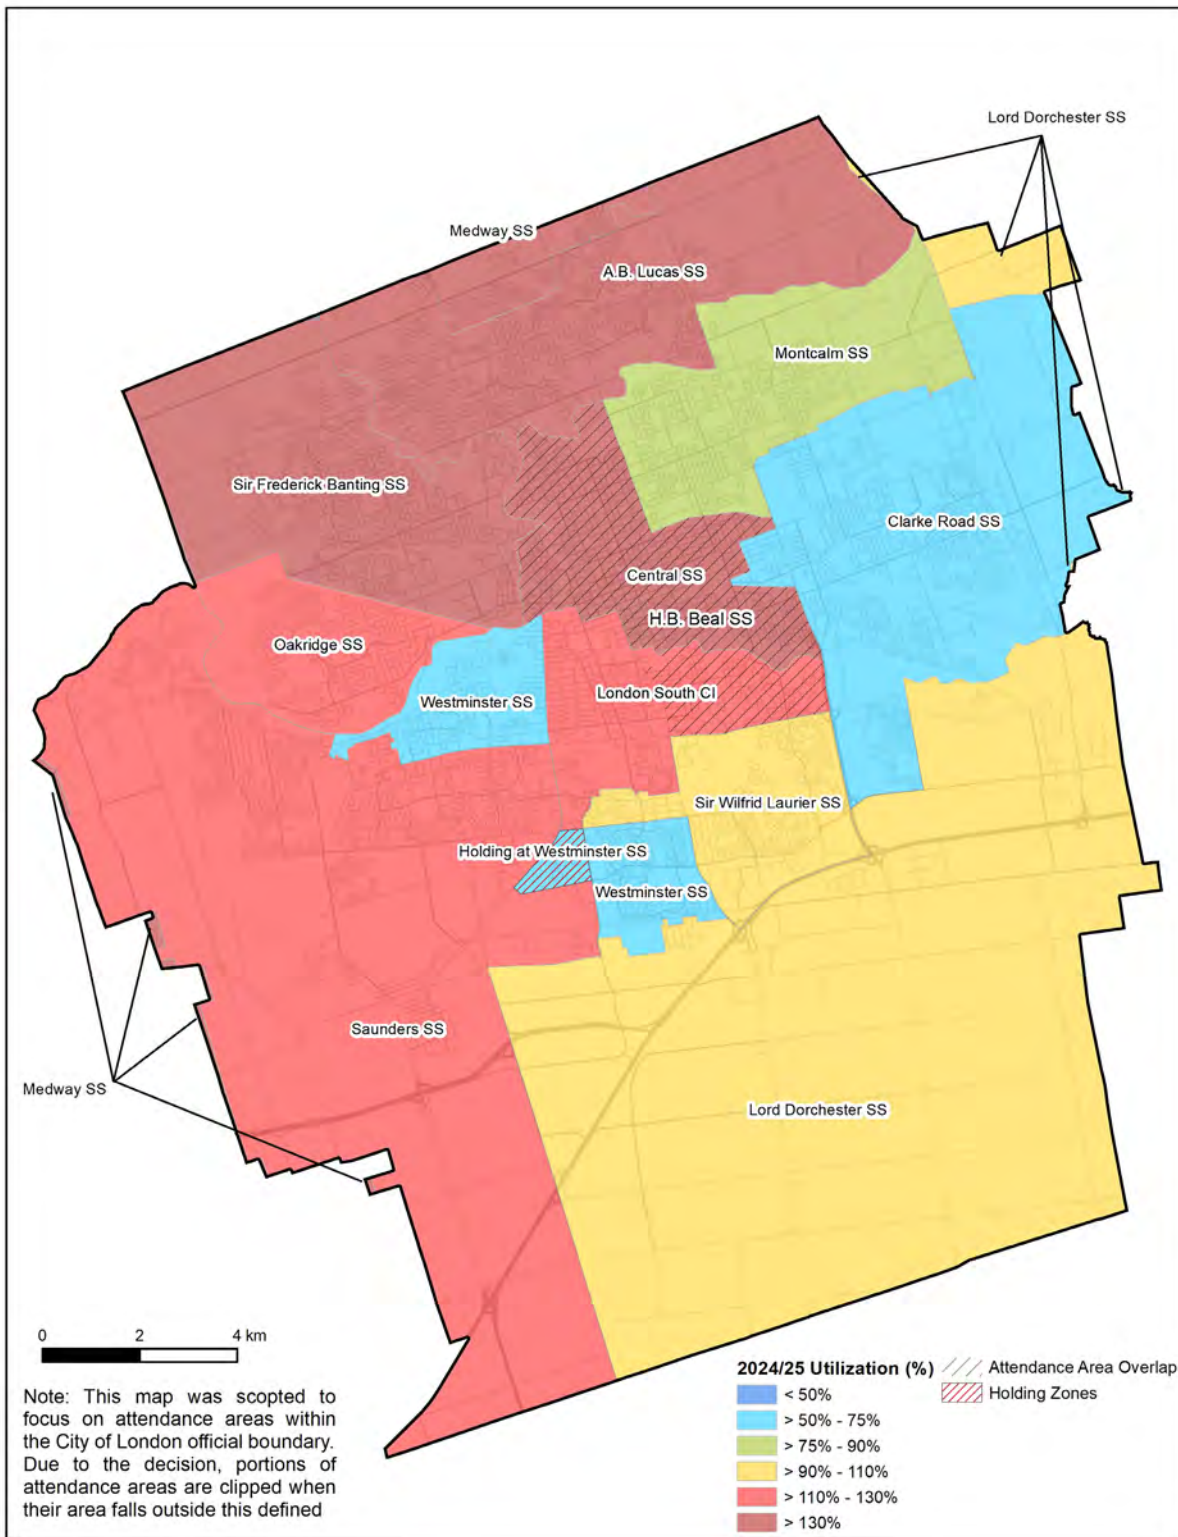 Lord Dorchester SS
Medway SS
A.B. Lucas SS
Montcalm SS
Sir Frederick Banting SS
Clarke Road SS
Central SS
H.B. Beal SS
Oakridge SS
Westminster SS
London South CI
Sir Wilfrid Laurier SS
Holding at Westminster SS
Westminster SS
Saunders SS
Medway SS
Lord Dorchester SS
0 2 4 km
Note: This map was scopted to
focus on attendance areas within
the City of London official boundary.
Due to the decision, portions of
attendance areas are clipped when
their area falls outside this defined
2024/25 Utilization (%)
< 50%
> 50% - 75%
> 75% - 90%
> 90% - 110%
> 110% - 130%
> 130%
Attendance Area Overlap
Holding Zones